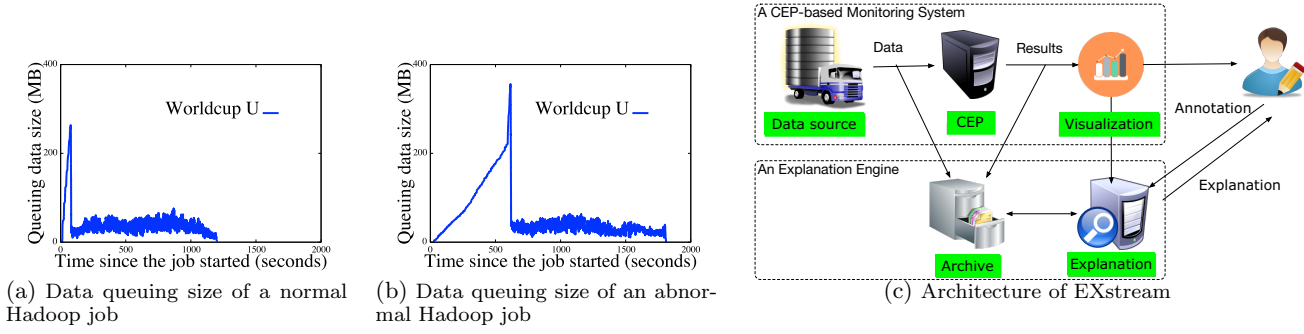 400
200
0
0
500
1000
1500
2000
Queuing data size (MB)
Worldcup U
Time since the job started (seconds)
(a) Data queuing size of a normal
Hadoop job
400
200
0
0
500
1000
1500
2000
Queuing data size (MB)
Worldcup U
Time since the job started (seconds)
(b) Data queuing size of an abnor-
mal Hadoop job
A CEP-based Monitoring System
Data
Results
Data source
CEP
Visualization
Annotation
An Explanation Engine
Explanation
Archive
Explanation
(c) Architecture of EXstream